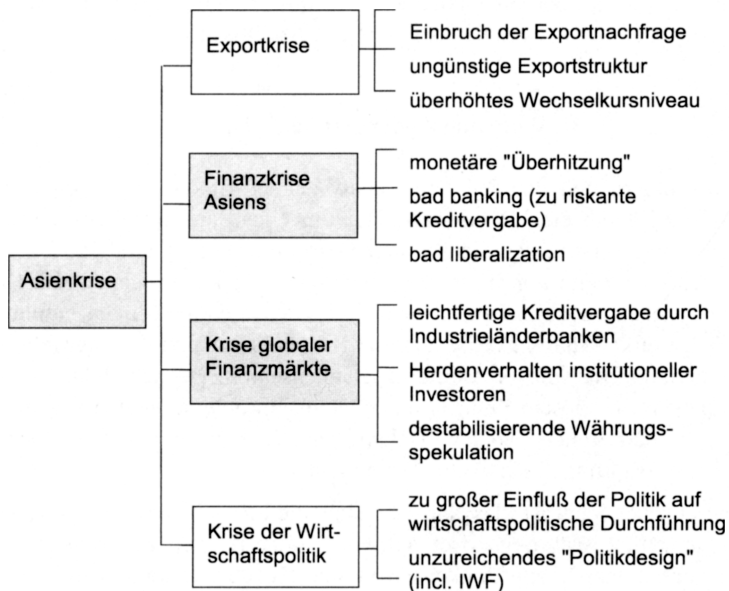 Exportkrise
Einbruch der Exportnachfrage
ungünstige Exportstruktur
überhöhtes Wechselkursniveau
Finanzkrise
Asiens
monetäre "Überhitzung"
bad banking (zu riskante
Kreditvergabe)
bad liberalization
Asienkrise
Krise globaler
Finanzmärkte
leichtfertige Kreditvergabe durch
Industrieländerbanken
Herdenverhalten institutioneller
Investoren
destabilisierende Währungs-
spekulation
Krise der Wirt-
schaftspolitik
zu großer Einfluß der Politik auf
wirtschaftspolitische Durchführung
unzureichendes "Politikdesign"
(incl. IWF)